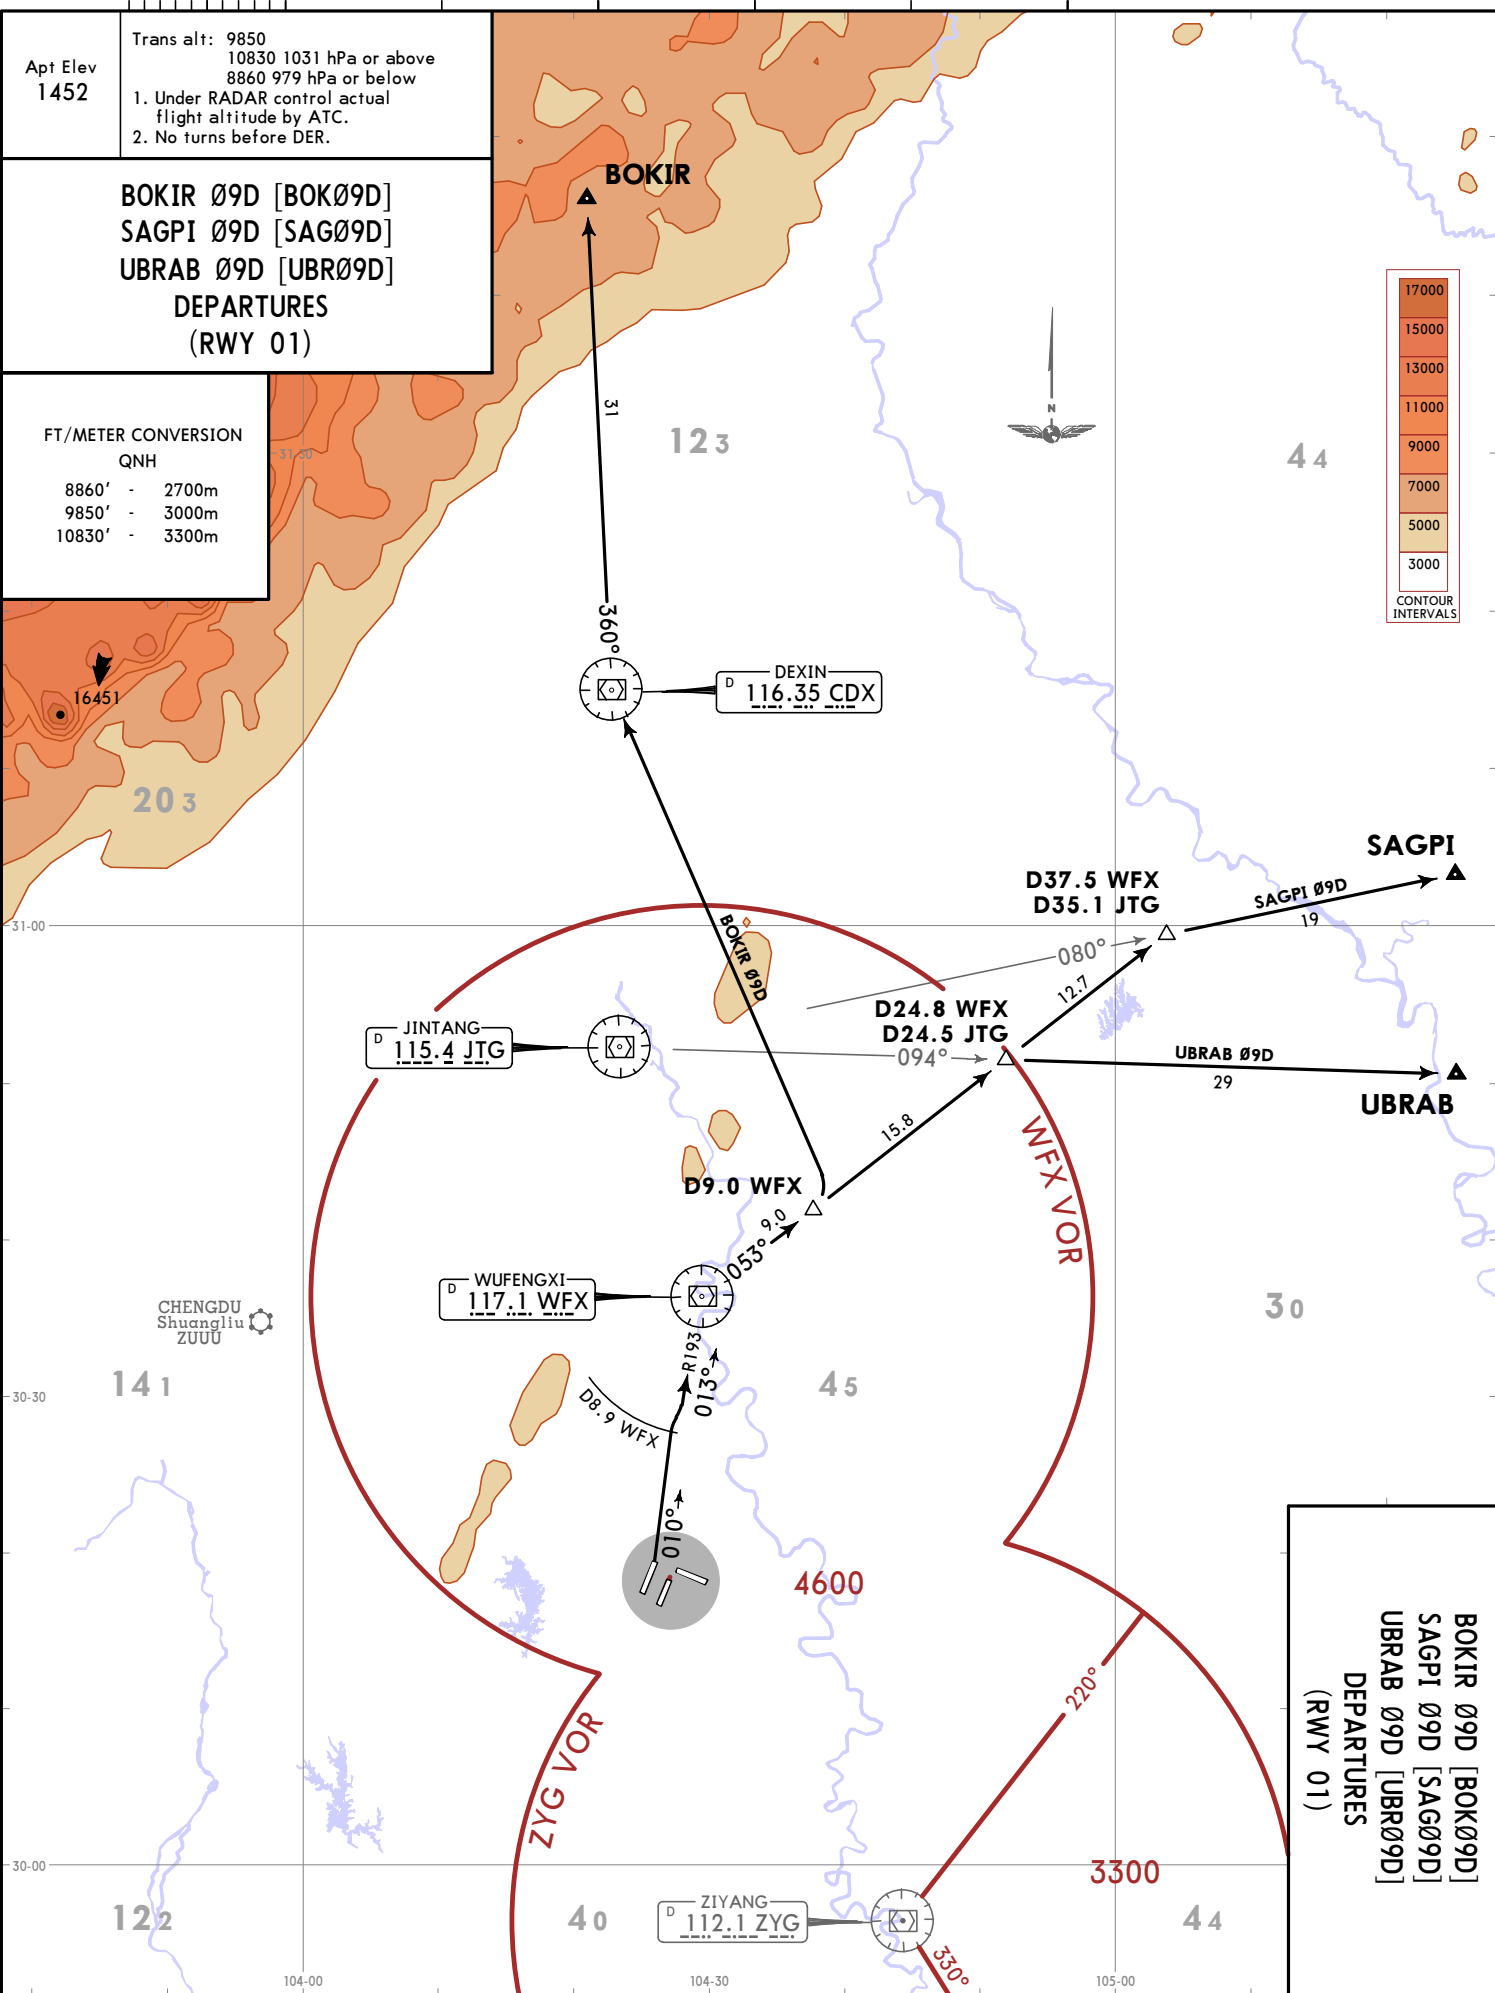 Apt Elev
1452
Trans alt: 9850
10830 1031 hPa or above
8860 979 hPa or below
1. Under RADAR control actual
flight altitude by ATC.
2. No turns before DER.
BOKIR Ø9D [BOKØ9D]
SAGPI Ø9D [SAGØ9D]
UBRAB Ø9D [UBRØ9D]
DEPARTURES
(RWY 01)
FT/METER CONVERSION
QNH
8860' - 2700m
9850' - 3000m
10830' - 3300m
BOKIR
31
123
44
N
17000
15000
13000
11000
9000
7000
5000
3000
CONTOUR
INTERVALS
31-30
360°
DEXIN
D 116.35 CDX
16451
203
SAGPI
D37.5 WFX
D35.1 JTG
SAGPI Ø9D
19
31-00
BOKIR Ø9D
080°
12.7
D24.8 WFX
D24.5 JTG
JINTANG
D 115.4 JTG
094°
UBRAB Ø9D
29
UBRAB
15.8
WFX VOR
D9.0 WFX
9.0
053°
WUFENGXI
D 117.1 WFX
CHENGDU
Shuangliu
ZUUU
30
R193
013°
141
45
30-30
D8.9 WFX
010°
4600
BOKIR Ø9D [BOKØ9D]
SAGPI Ø9D [SAGØ9D]
UBRAB Ø9D [UBRØ9D]
DEPARTURES
(RWY 01)
220°
ZYG VOR
30-00
3300
122
40
ZIYANG
D 112.1 ZYG
44
330°
104-00
104-30
105-00